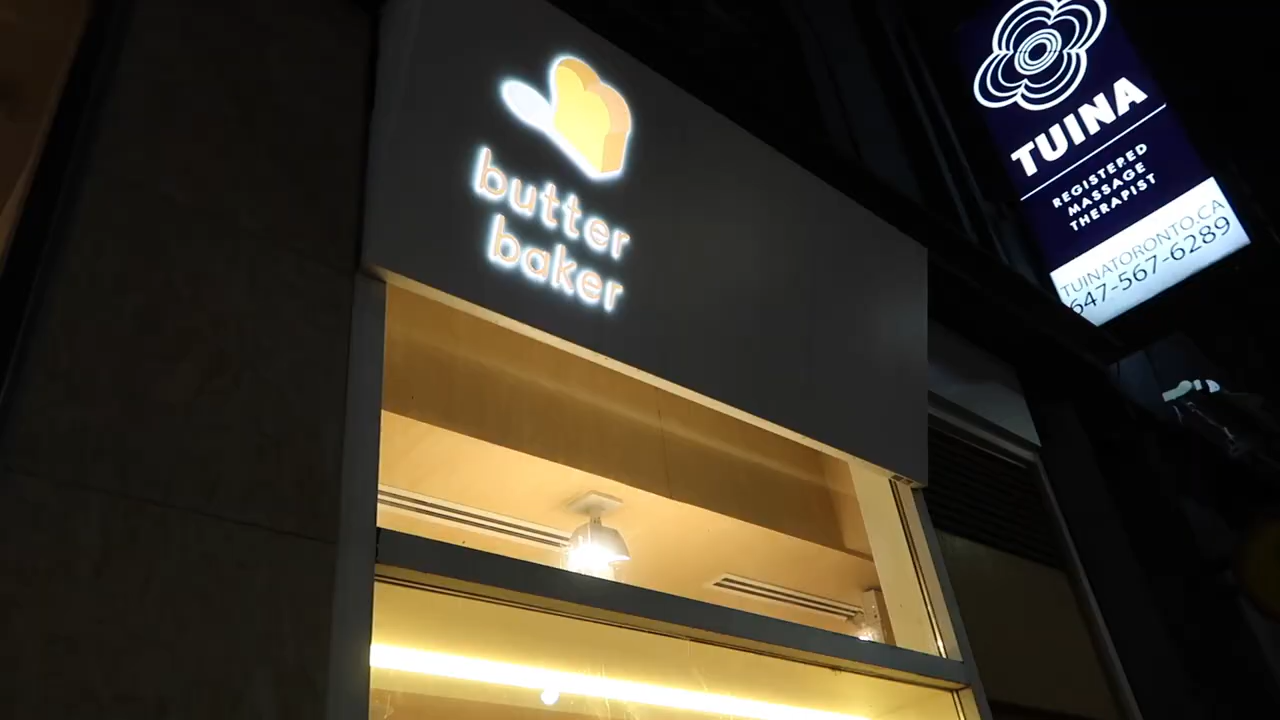 butter
baker
TUINA
REGISTERED
MASSAGE
THERAPIST
TUINATORONTO.CA
647-567-6289